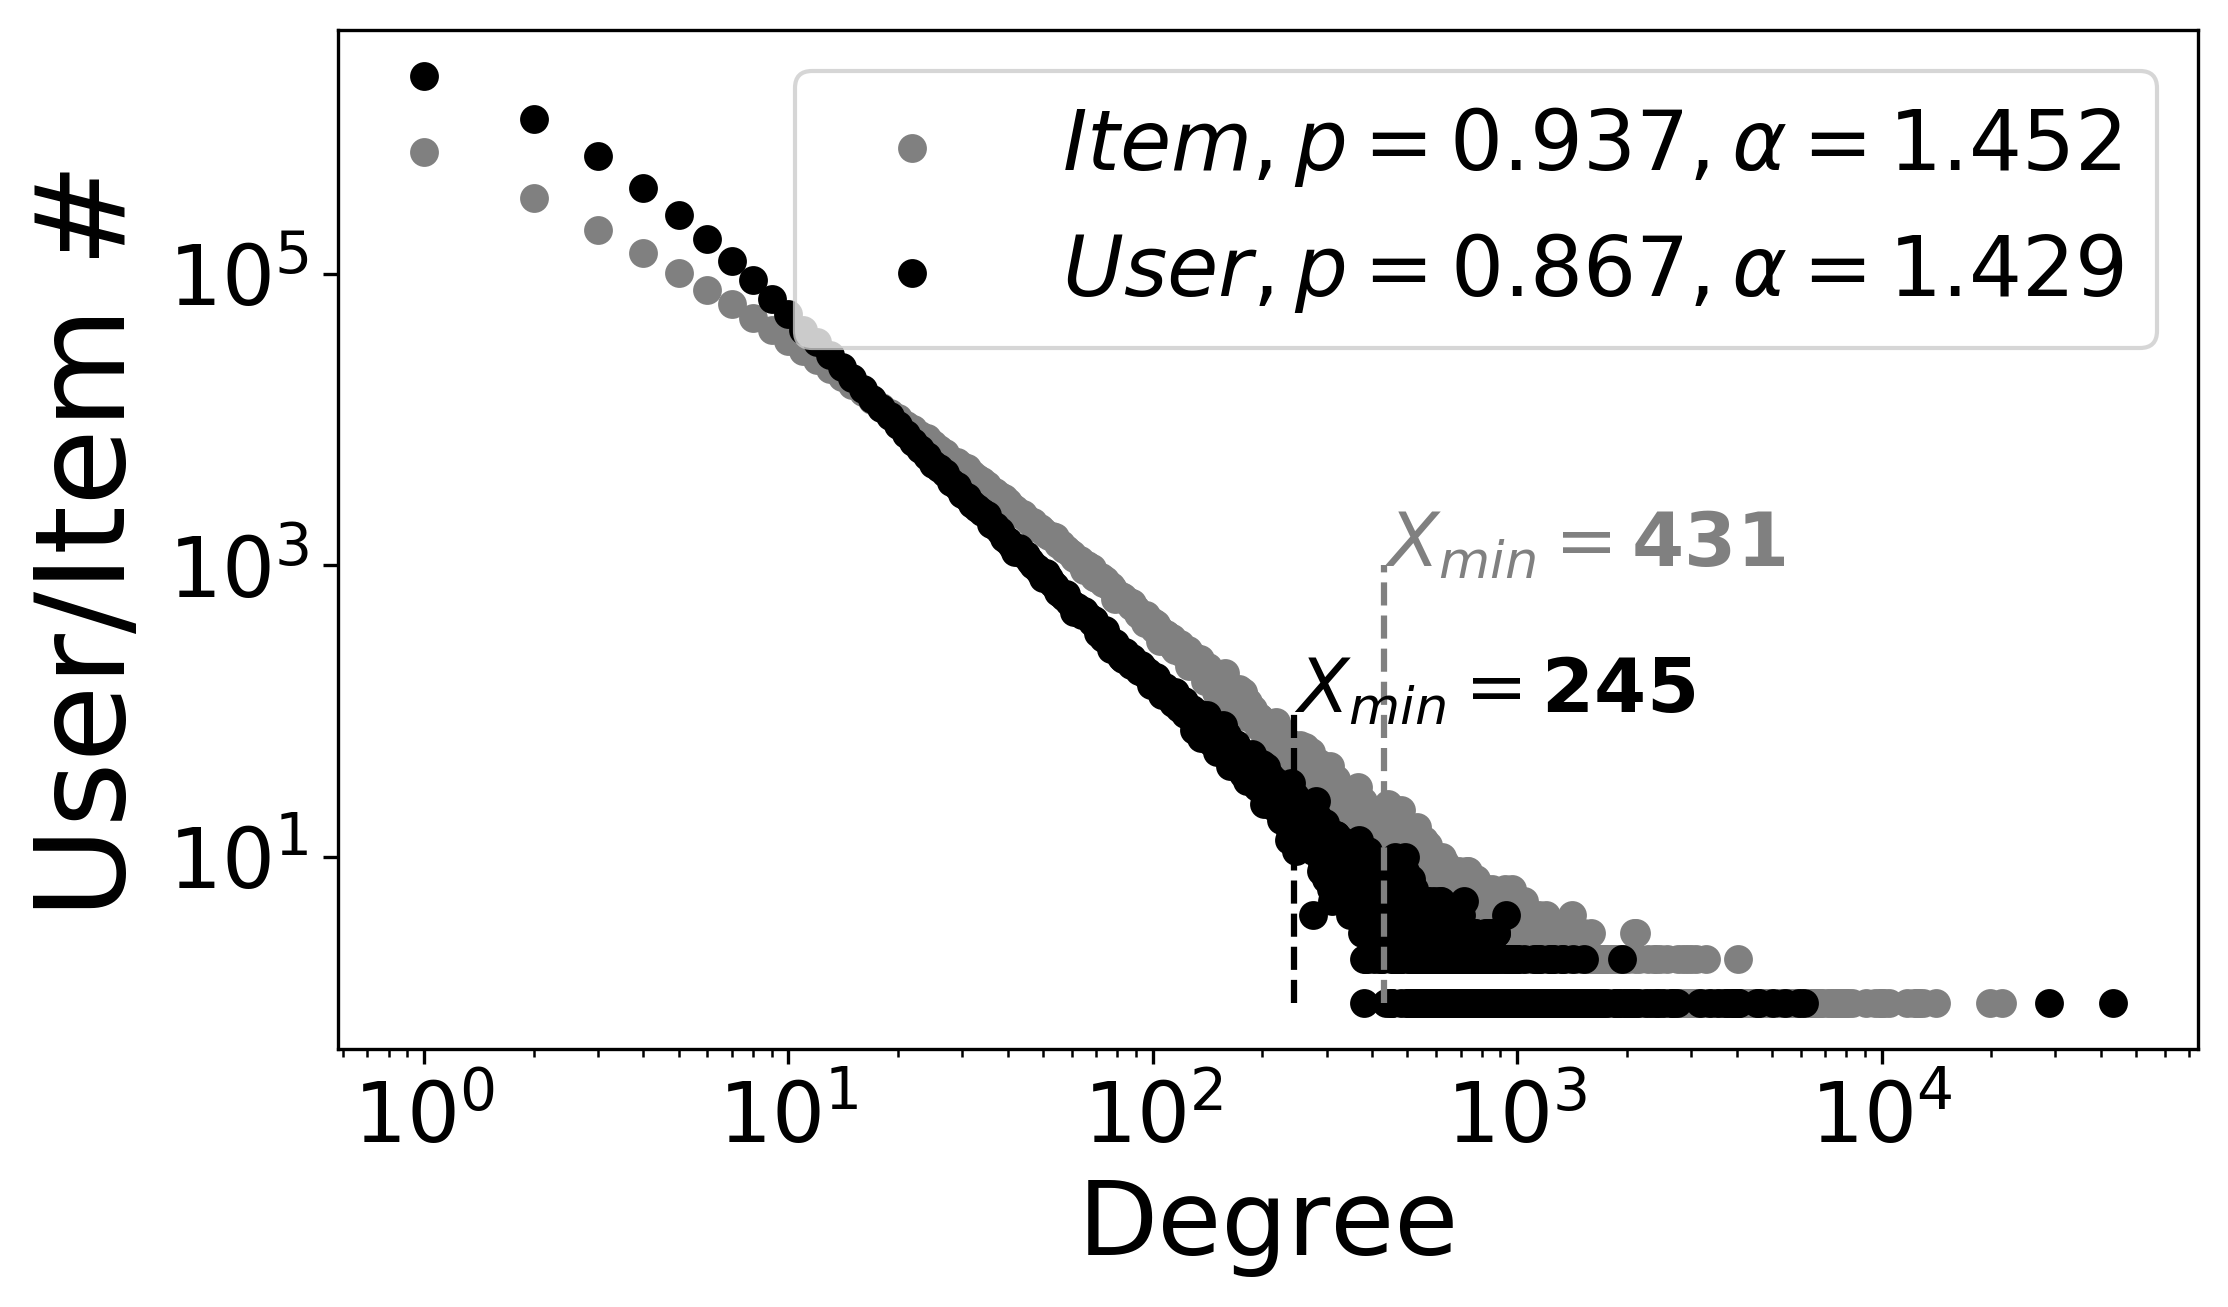 User/Item #
10^5
10^3
10^1
Item, p = 0.937, α = 1.452
User, p = 0.867, α = 1.429
X_min = 431
X_min = 245
10^0 10^1 10^2 10^3 10^4
Degree